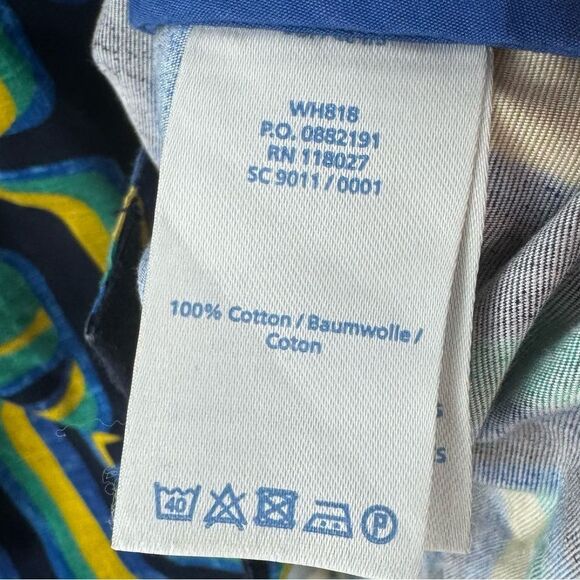 WH818
P.O. 0882191
RN 118027
SC 9011 / 0001
100% Cotton / Baumwolle /
Coton
s
s
40
P